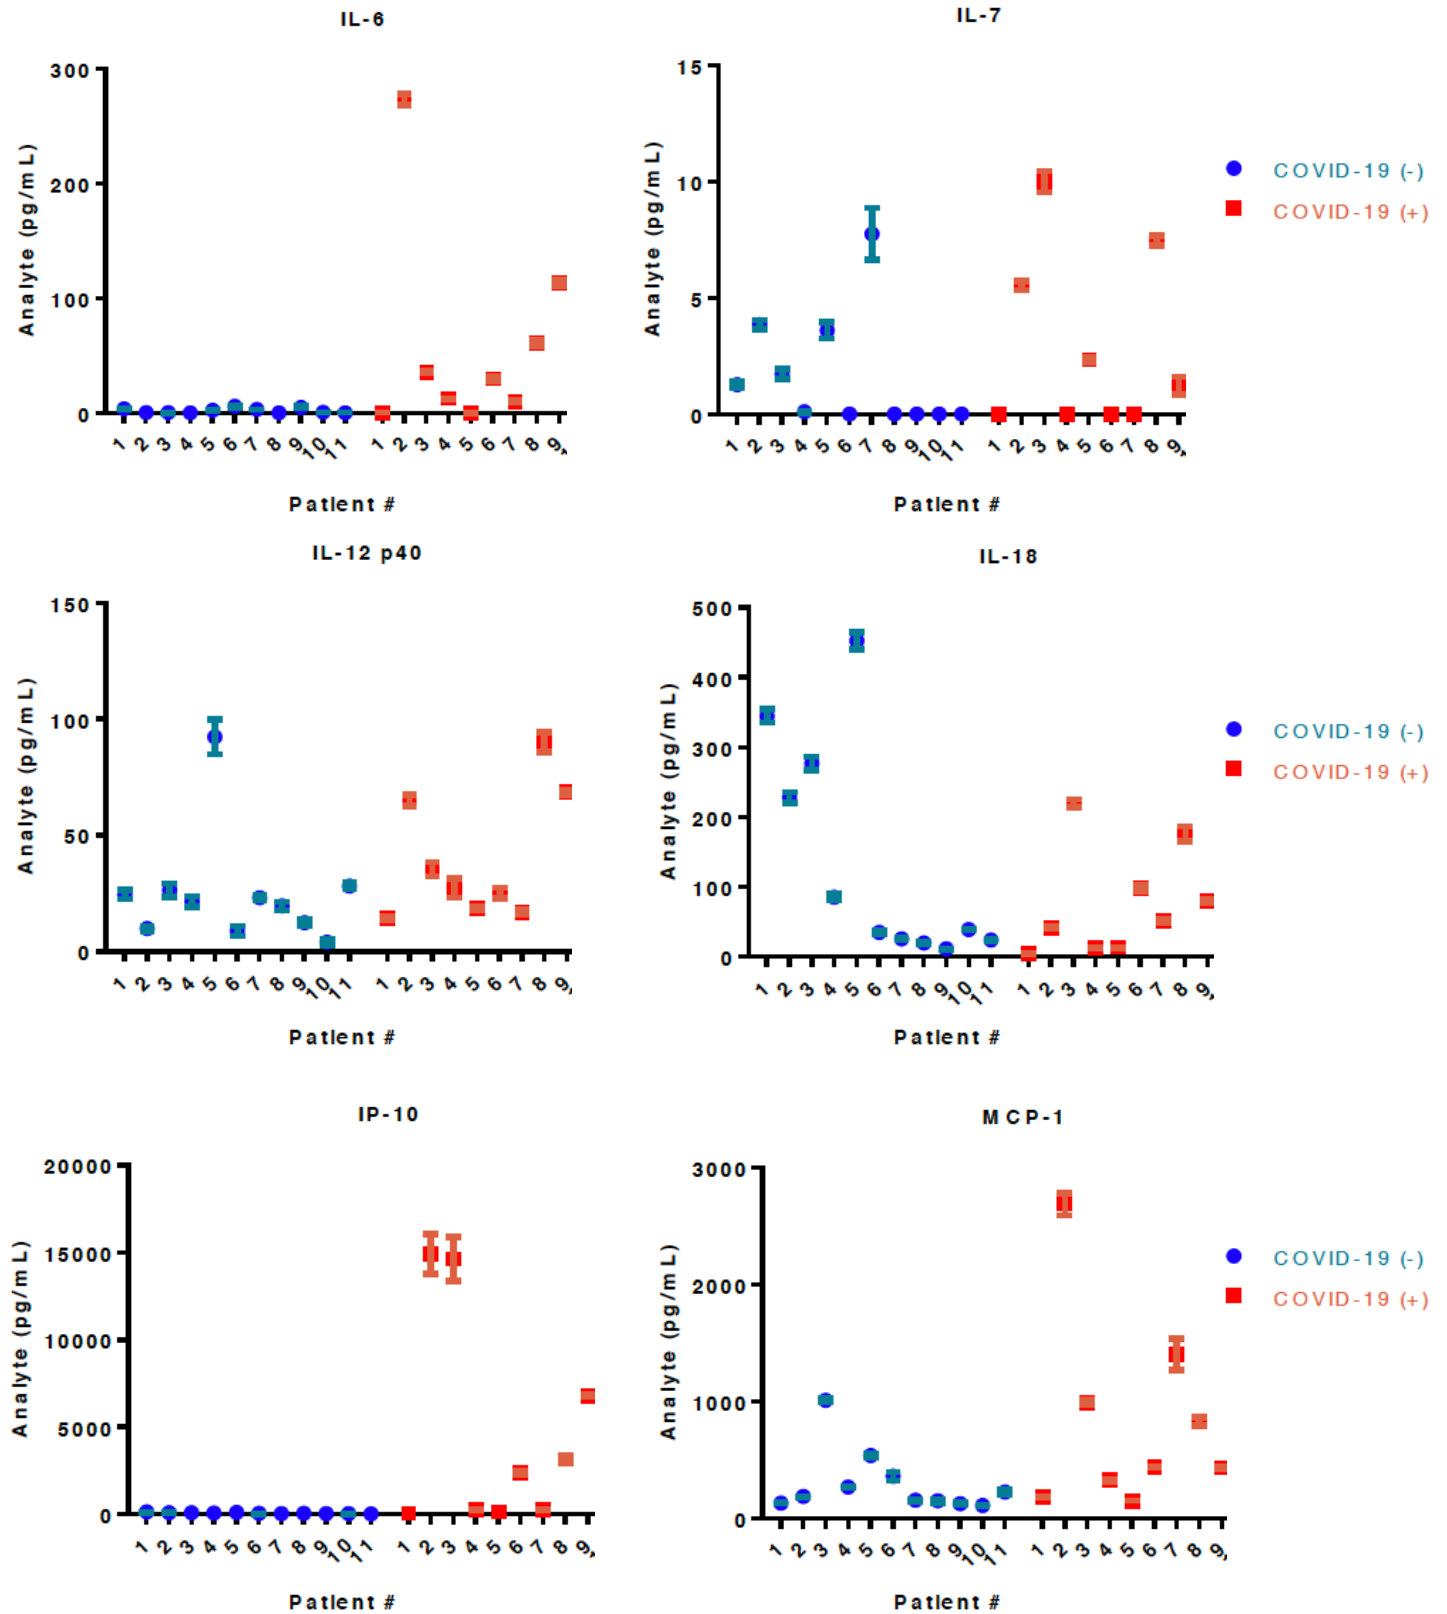 IL-6
300
200
100
0
Analyte (pg/mL)
1 2 3 4 5 6 7 8 9 10 11 1 2 3 4 5 6 7 8 9
Patient #
IL-7
15
10
5
0
Analyte (pg/mL)
1 2 3 4 5 6 7 8 9 10 11 1 2 3 4 5 6 7 8 9
Patient #
COVID-19 (-)
COVID-19 (+)
IL-12 p40
150
100
50
0
Analyte (pg/mL)
1 2 3 4 5 6 7 8 9 10 11 1 2 3 4 5 6 7 8 9
Patient #
IL-18
500
400
300
200
100
0
Analyte (pg/mL)
1 2 3 4 5 6 7 8 9 10 11 1 2 3 4 5 6 7 8 9
Patient #
COVID-19 (-)
COVID-19 (+)
IP-10
20000
15000
10000
5000
0
Analyte (pg/mL)
1 2 3 4 5 6 7 8 9 10 11 1 2 3 4 5 6 7 8 9
Patient #
MCP-1
3000
2000
1000
0
Analyte (pg/mL)
1 2 3 4 5 6 7 8 9 10 11 1 2 3 4 5 6 7 8 9
Patient #
COVID-19 (-)
COVID-19 (+)